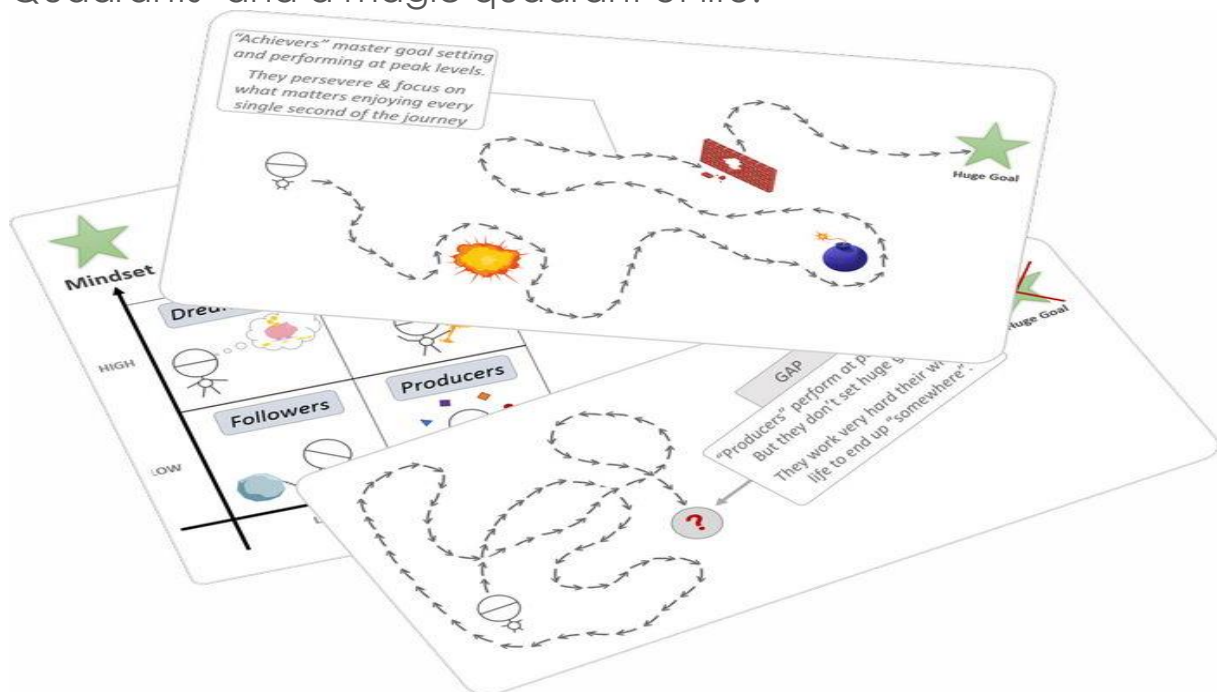 and a magic quadrant of life.
"Achievers" master goal setting
and performing at peak levels.
They persevere & focus on
what matters enjoying every
single second of the journey
Huge Goal
Mindset
HIGH
LOW
Followers
Producers
Huge Goal
GAP
"Producers" perform at
But they don't set huge
They work very hard their
life to end up "somewhere".
?